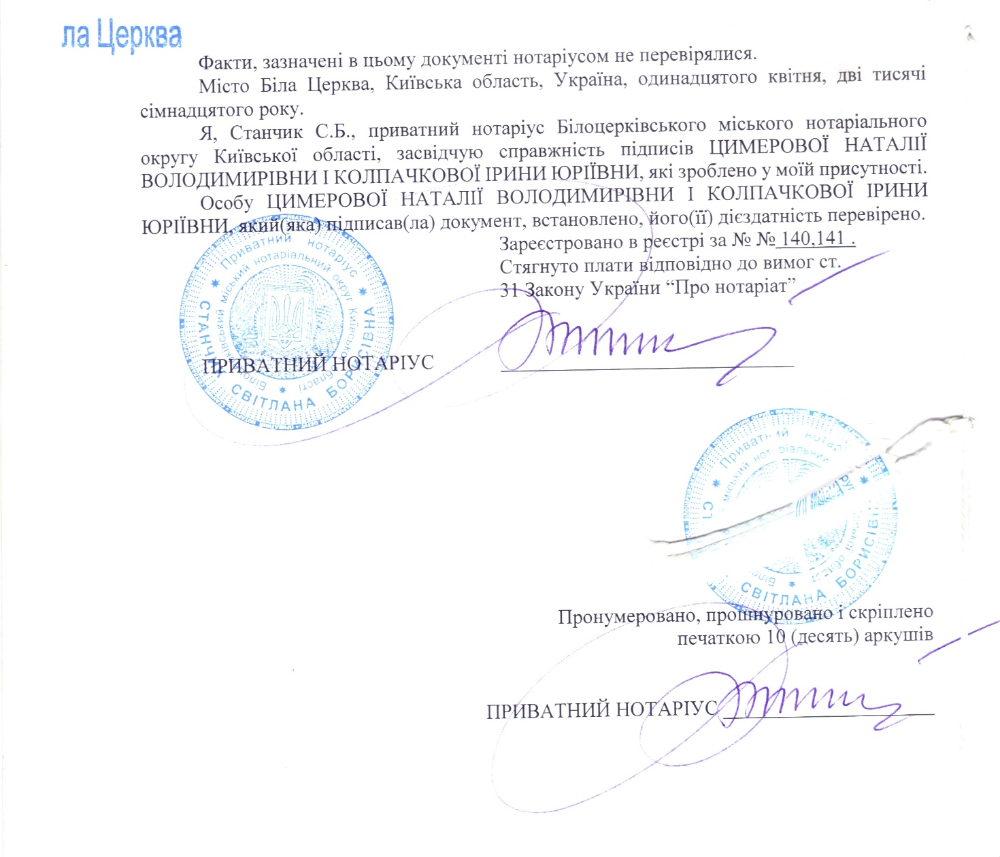 ла Церква
Факти, зазначені в цьому документі нотаріусом не перевірялися.
Місто Біла Церква, Київська область, Україна, одинадцятого квітня, дві тисячі
сімнадцятого року.
Я, Станчик С.Б., приватний нотаріус Білоцерківського міського нотаріального
округу Київської області, засвідчую справжність підписів ЦИМЕРОВОЇ НАТАЛІЇ
ВОЛОДИМИРІВНИ І КОЛПАЧКОВОЇ ІРИНИ ЮРІЇВНИ, які зроблено у моїй присутності.
Особу ЦИМЕРОВОЇ НАТАЛІЇ ВОЛОДИМИРІВНИ І КОЛПАЧКОВОЇ ІРИНИ
ЮРІЇВНИ, який(яка) підписав(ла) документ, встановлено, його(її) дієздатність перевірено.
Зареєстровано в реєстрі за № № 140,141 .
Стягнуто плати відповідно до вимог ст.
31 Закону України “Про нотаріат”
Приватний нотаріус
міський нотаріальний округ Київської
СВІТЛАНА БОРИСІВНА
ПРИВАТНИЙ НОТАРІУС
Приватний
СВІТЛАНА
Пронумеровано, прошнуровано і скріплено
печаткою 10 (десять) аркушів
ПРИВАТНИЙ НОТАРІУС